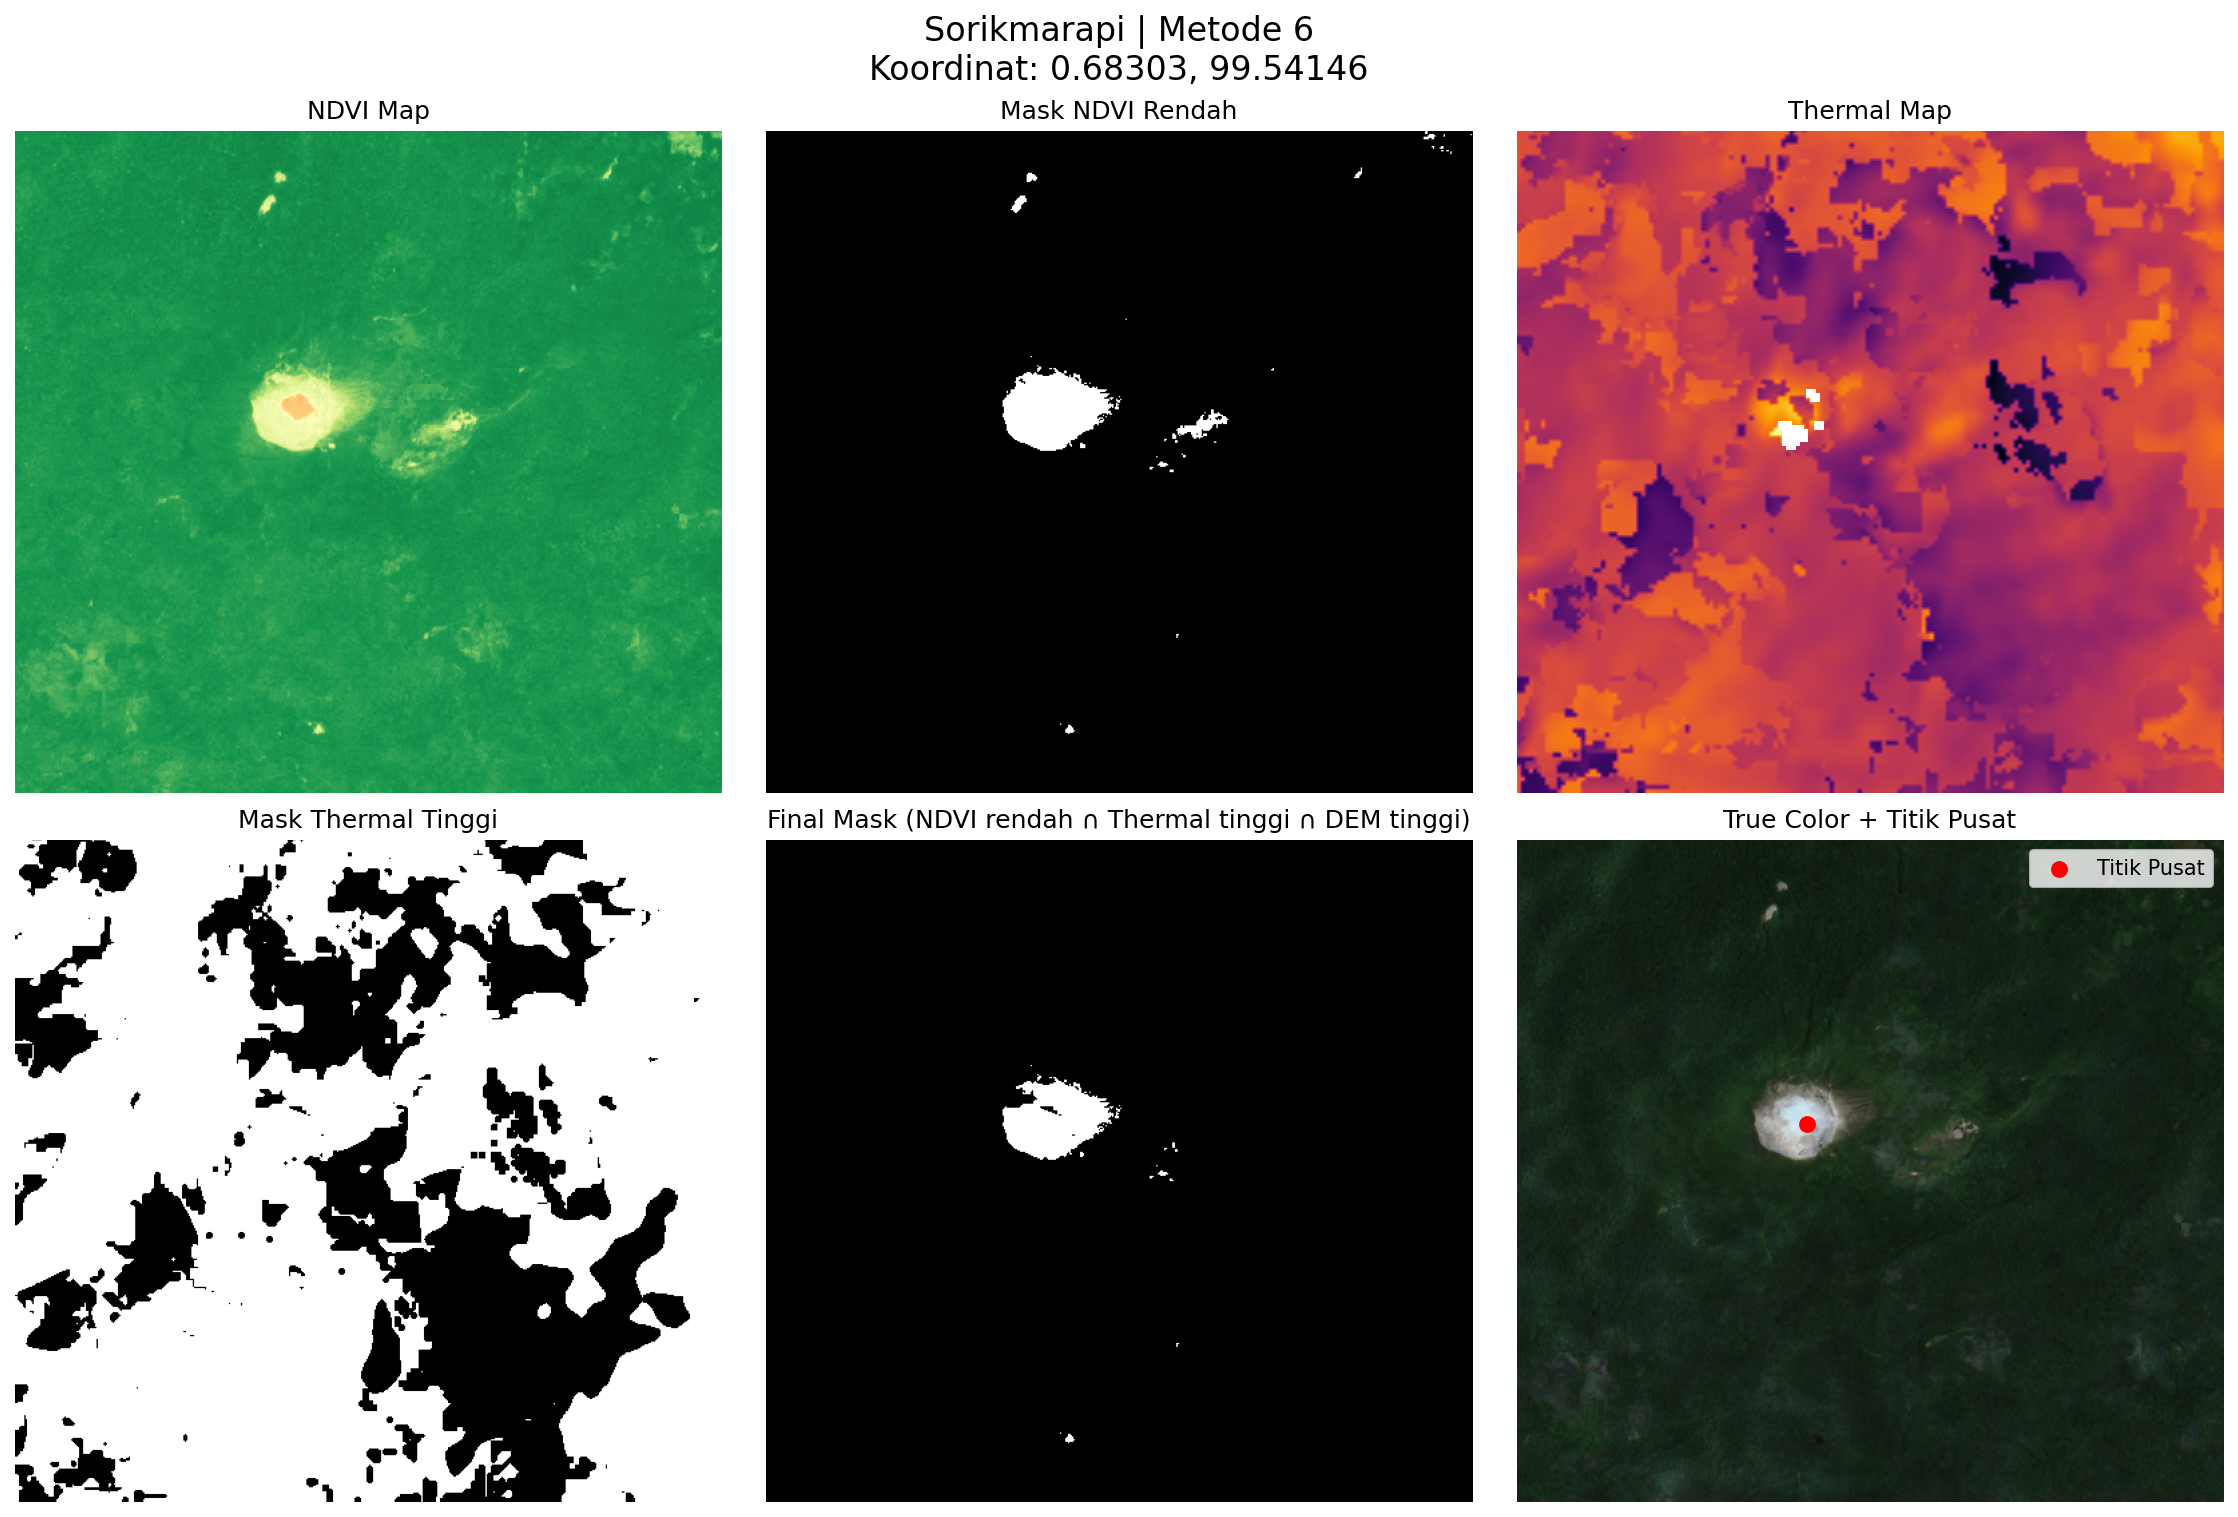 Sorikmarapi | Metode 6
Koordinat: 0.68303, 99.54146
NDVI Map
Mask NDVI Rendah
Thermal Map
Mask Thermal Tinggi
Final Mask (NDVI rendah ∩ Thermal tinggi ∩ DEM tinggi)
True Color + Titik Pusat
Titik Pusat